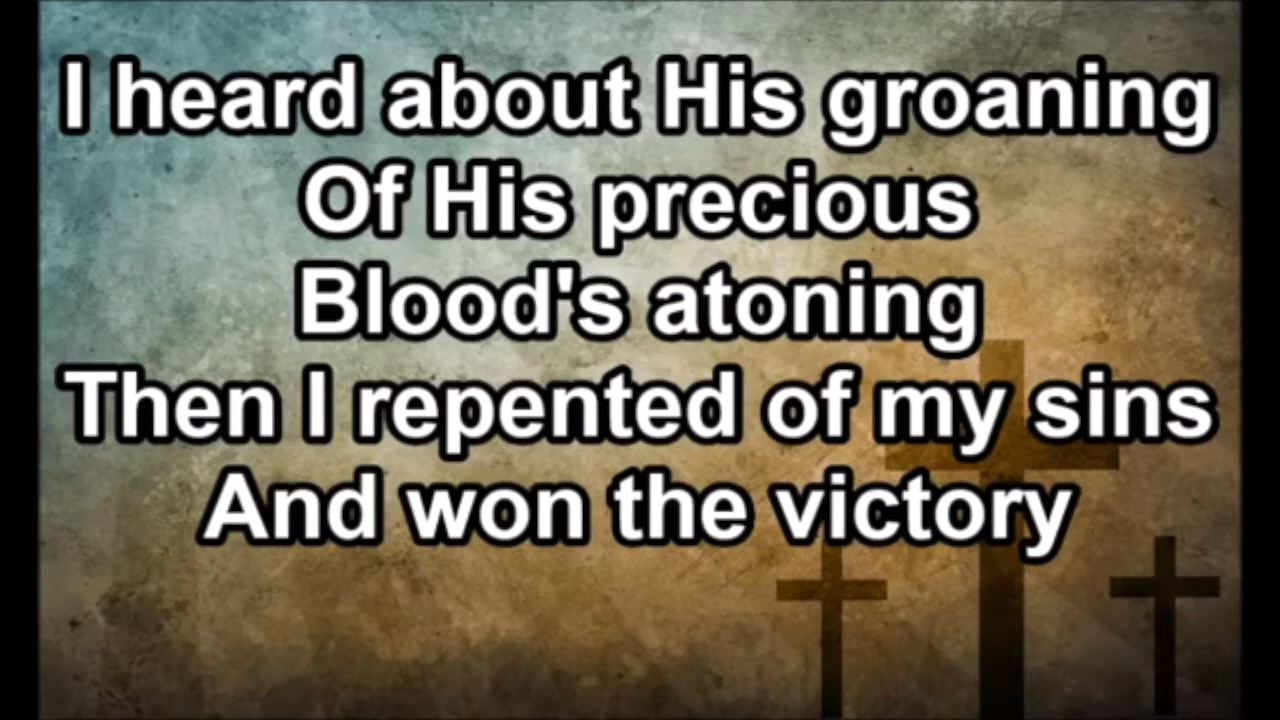 I heard about His groaning
Of His precious
Blood's atoning
Then I repented of my sins
And won the victory